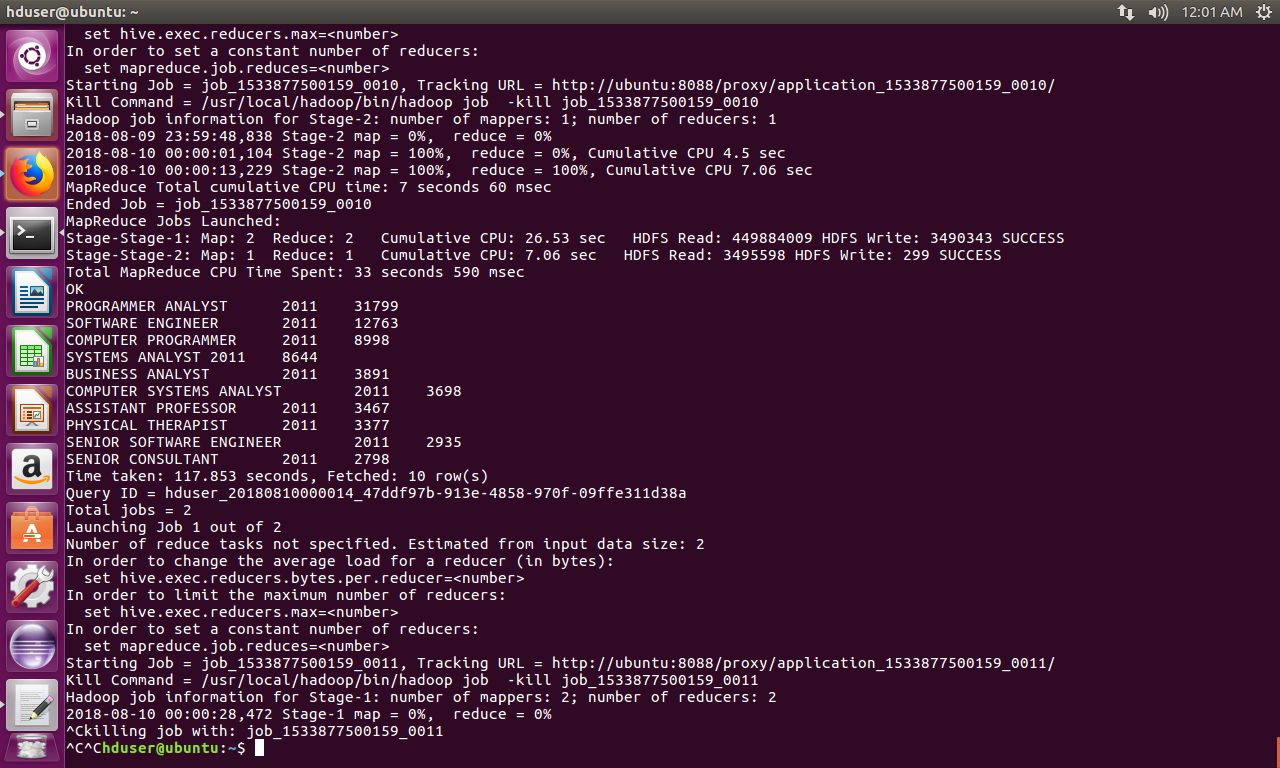 hduser@ubuntu: ~
12:01 AM
  set hive.exec.reducers.max=<number>
In order to set a constant number of reducers:
  set mapreduce.job.reduces=<number>
Starting Job = job_1533877500159_0010, Tracking URL = http://ubuntu:8088/proxy/application_1533877500159_0010/
Kill Command = /usr/local/hadoop/bin/hadoop job  -kill job_1533877500159_0010
Hadoop job information for Stage-2: number of mappers: 1; number of reducers: 1
2018-08-09 23:59:48,838 Stage-2 map = 0%,  reduce = 0%
2018-08-10 00:00:01,104 Stage-2 map = 100%,  reduce = 0%, Cumulative CPU 4.5 sec
2018-08-10 00:00:13,229 Stage-2 map = 100%,  reduce = 100%, Cumulative CPU 7.06 sec
MapReduce Total cumulative CPU time: 7 seconds 60 msec
Ended Job = job_1533877500159_0010
MapReduce Jobs Launched:
Stage-Stage-1: Map: 2  Reduce: 2   Cumulative CPU: 26.53 sec   HDFS Read: 449884009 HDFS Write: 3490343 SUCCESS
Stage-Stage-2: Map: 1  Reduce: 1   Cumulative CPU: 7.06 sec   HDFS Read: 3495598 HDFS Write: 299 SUCCESS
Total MapReduce CPU Time Spent: 33 seconds 590 msec
OK
PROGRAMMER ANALYST      2011    31799
SOFTWARE ENGINEER       2011    12763
COMPUTER PROGRAMMER     2011    8998
SYSTEMS ANALYST 2011    8644
BUSINESS ANALYST        2011    3891
COMPUTER SYSTEMS ANALYST        2011    3698
ASSISTANT PROFESSOR     2011    3467
PHYSICAL THERAPIST      2011    3377
SENIOR SOFTWARE ENGINEER        2011    2935
SENIOR CONSULTANT       2011    2798
Time taken: 117.853 seconds, Fetched: 10 row(s)
Query ID = hduser_20180810000014_47ddf97b-913e-4858-970f-09ffe311d38a
Total jobs = 2
Launching Job 1 out of 2
Number of reduce tasks not specified. Estimated from input data size: 2
In order to change the average load for a reducer (in bytes):
  set hive.exec.reducers.bytes.per.reducer=<number>
In order to limit the maximum number of reducers:
  set hive.exec.reducers.max=<number>
In order to set a constant number of reducers:
  set mapreduce.job.reduces=<number>
Starting Job = job_1533877500159_0011, Tracking URL = http://ubuntu:8088/proxy/application_1533877500159_0011/
Kill Command = /usr/local/hadoop/bin/hadoop job  -kill job_1533877500159_0011
Hadoop job information for Stage-1: number of mappers: 2; number of reducers: 2
2018-08-10 00:00:28,472 Stage-1 map = 0%,  reduce = 0%
^Ckilling job with: job_1533877500159_0011
^C^Chduser@ubuntu:~$